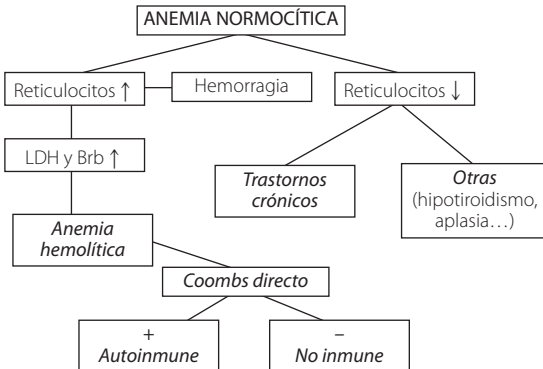 ANEMIA NORMOCÍTICA
Reticulocitos ↑
Hemorragia
Reticulocitos ↓
LDH y Brb ↑
Trastornos
crónicos
Otras
(hipotiroidismo,
aplasia…)
Anemia
hemolítica
Coombs directo
+
Autoinmune
–
No inmune